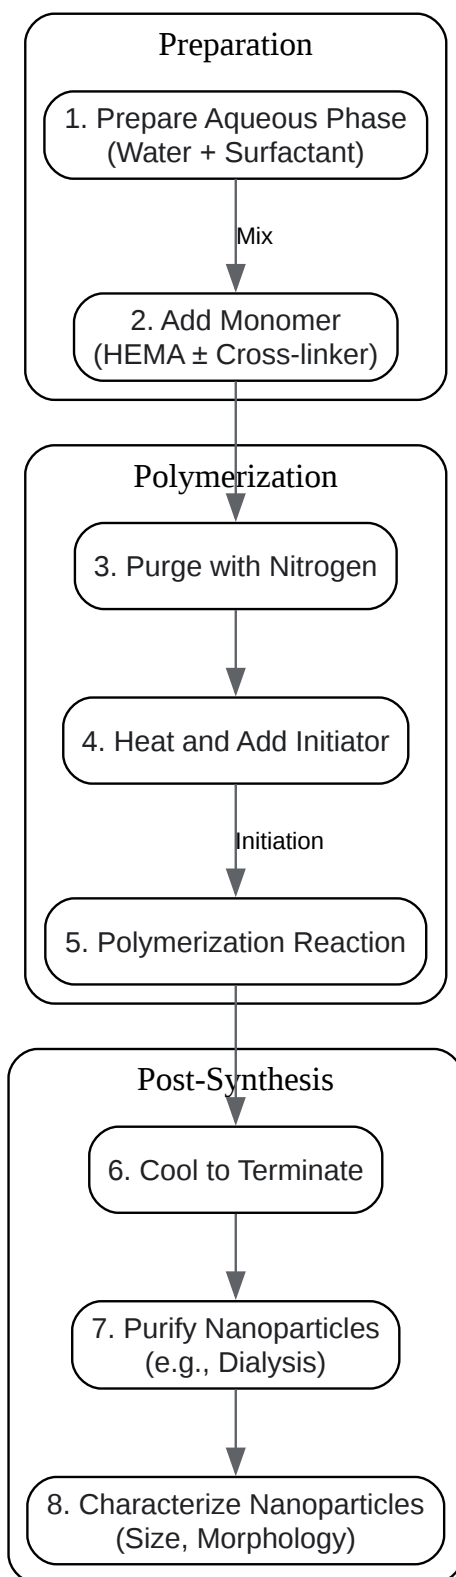 Preparation
1. Prepare Aqueous Phase
(Water + Surfactant)
Mix
2. Add Monomer
(HEMA ± Cross-linker)
Polymerization
3. Purge with Nitrogen
4. Heat and Add Initiator
Initiation
5. Polymerization Reaction
Post-Synthesis
6. Cool to Terminate
7. Purify Nanoparticles
(e.g., Dialysis)
8. Characterize Nanoparticles
(Size, Morphology)